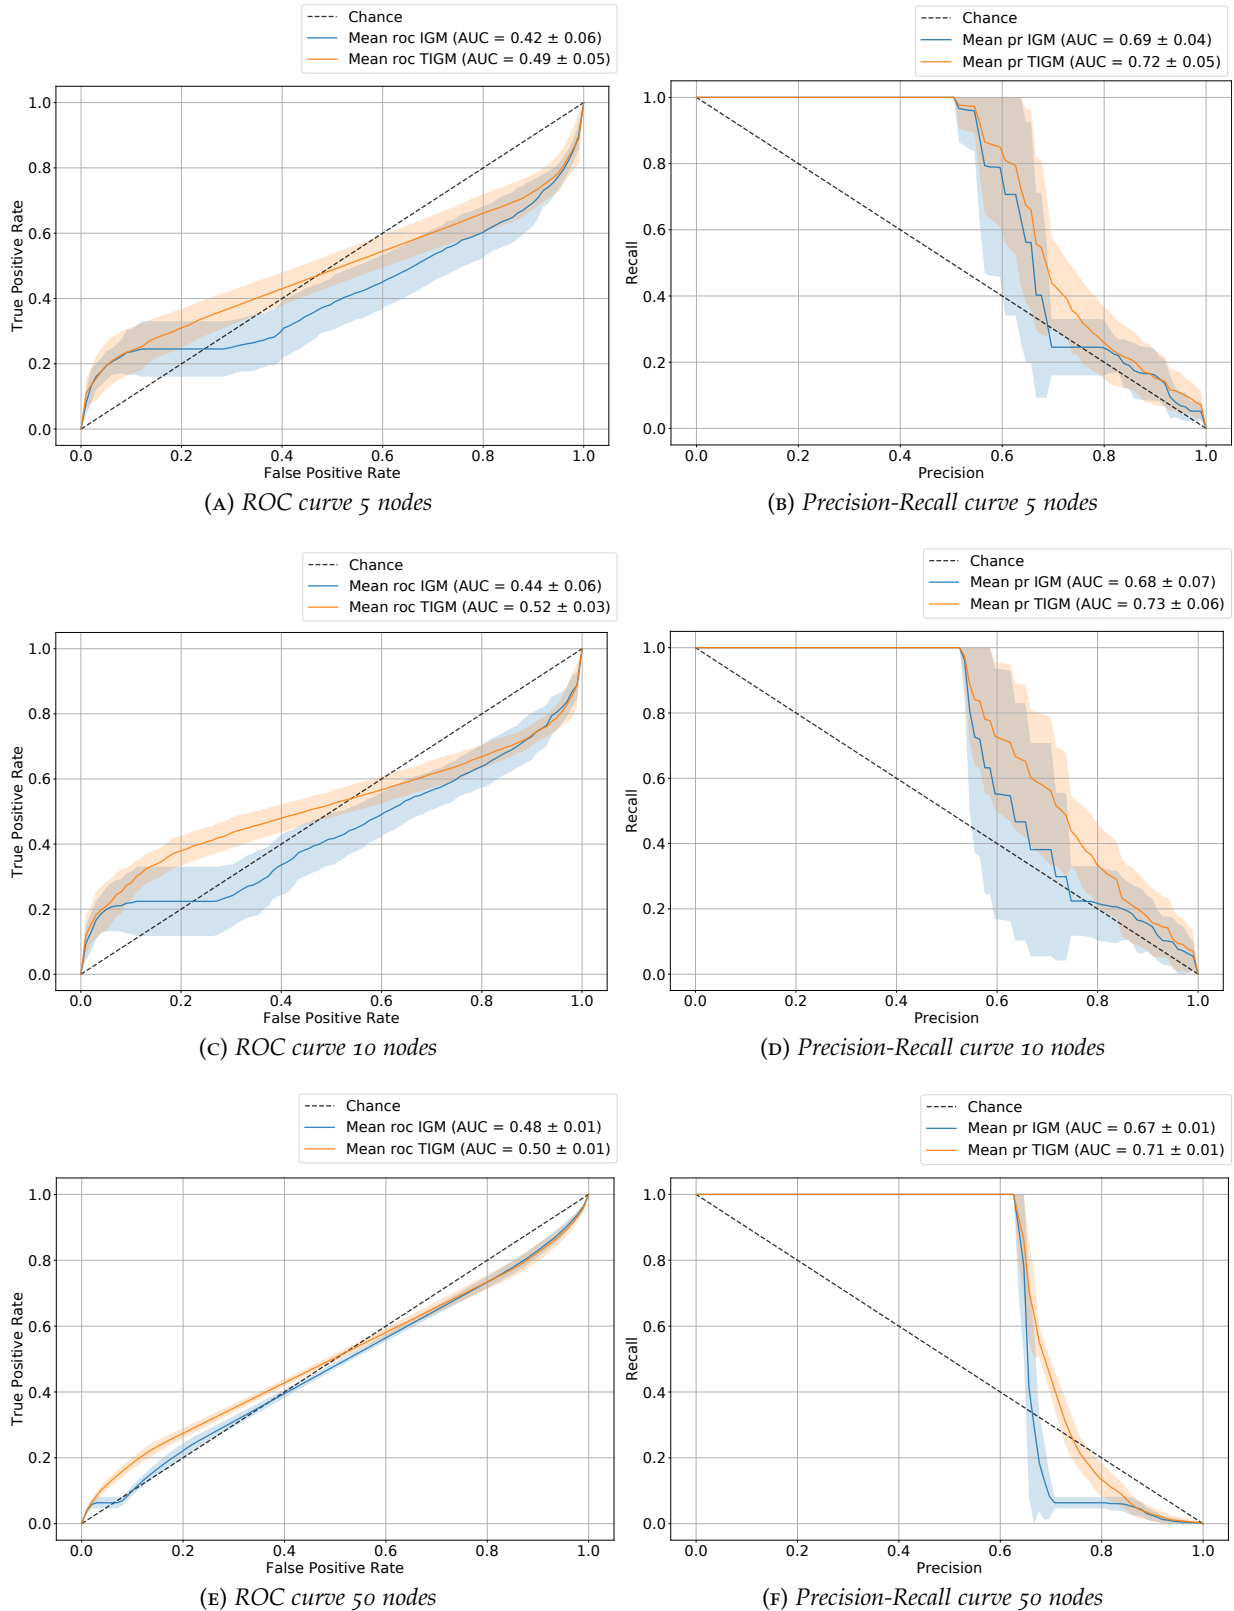 Chance
Mean roc IGM (AUC = 0.42 ± 0.06)
Mean roc TIGM (AUC = 0.49 ± 0.05)
True Positive Rate
1.0
0.8
0.6
0.4
0.2
0.0
0.0 0.2 0.4 0.6 0.8 1.0
False Positive Rate
(A) ROC curve 5 nodes
Chance
Mean pr IGM (AUC = 0.69 ± 0.04)
Mean pr TIGM (AUC = 0.72 ± 0.05)
Recall
1.0
0.8
0.6
0.4
0.2
0.0
0.0 0.2 0.4 0.6 0.8 1.0
Precision
(B) Precision-Recall curve 5 nodes
Chance
Mean roc IGM (AUC = 0.44 ± 0.06)
Mean roc TIGM (AUC = 0.52 ± 0.03)
True Positive Rate
1.0
0.8
0.6
0.4
0.2
0.0
0.0 0.2 0.4 0.6 0.8 1.0
False Positive Rate
(C) ROC curve 10 nodes
Chance
Mean pr IGM (AUC = 0.68 ± 0.07)
Mean pr TIGM (AUC = 0.73 ± 0.06)
Recall
1.0
0.8
0.6
0.4
0.2
0.0
0.0 0.2 0.4 0.6 0.8 1.0
Precision
(D) Precision-Recall curve 10 nodes
Chance
Mean roc IGM (AUC = 0.48 ± 0.01)
Mean roc TIGM (AUC = 0.50 ± 0.01)
True Positive Rate
1.0
0.8
0.6
0.4
0.2
0.0
0.0 0.2 0.4 0.6 0.8 1.0
False Positive Rate
(E) ROC curve 50 nodes
Chance
Mean pr IGM (AUC = 0.67 ± 0.01)
Mean pr TIGM (AUC = 0.71 ± 0.01)
Recall
1.0
0.8
0.6
0.4
0.2
0.0
0.0 0.2 0.4 0.6 0.8 1.0
Precision
(F) Precision-Recall curve 50 nodes